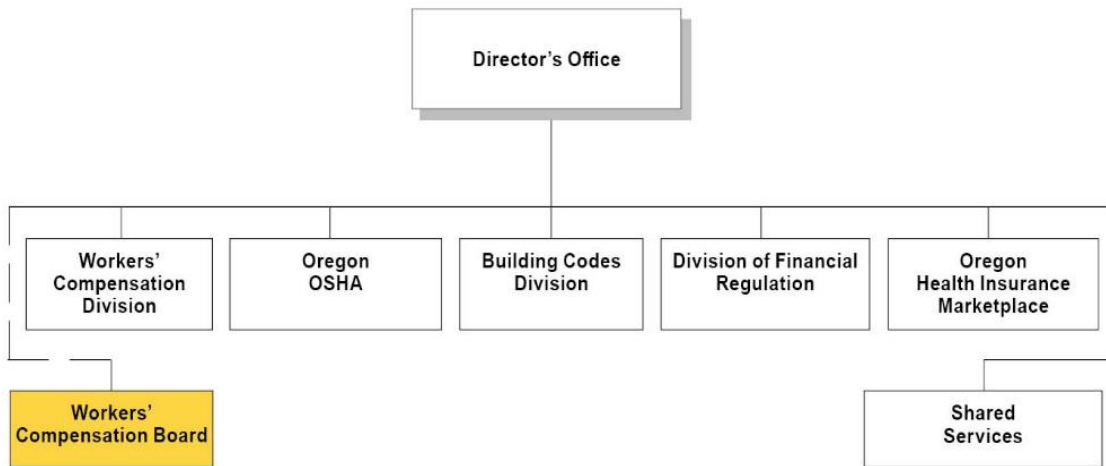 Director's Office
Workers'
Compensation
Division
Oregon
OSHA
Building Codes
Division
Division of Financial
Regulation
Oregon
Health Insurance
Marketplace
Workers'
Compensation Board
Shared
Services